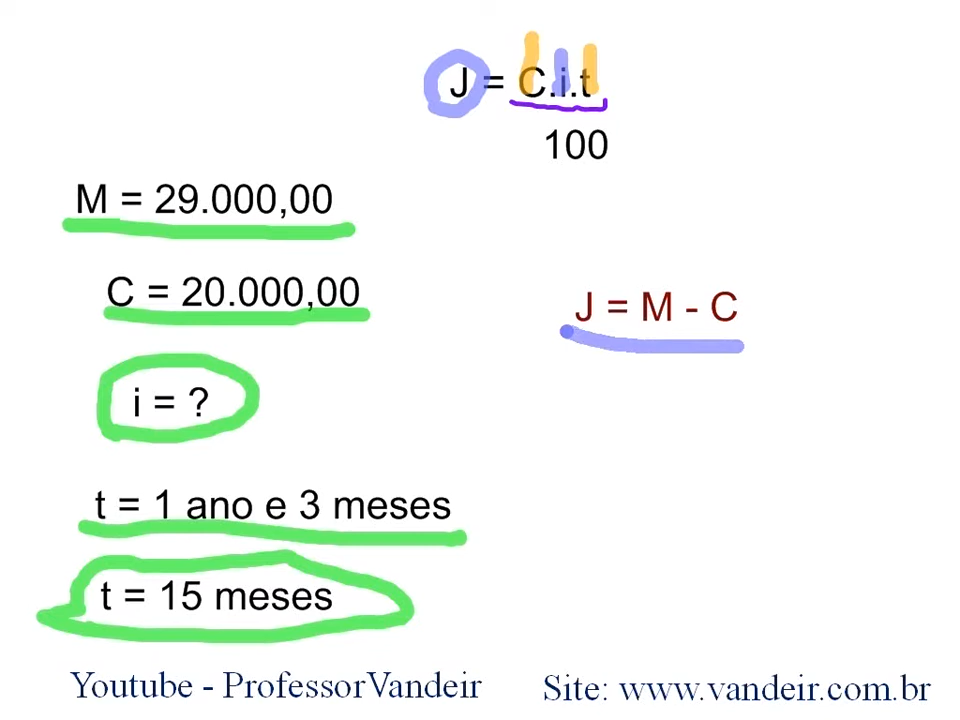 J = C.i.t
100
M = 29.000,00
C = 20.000,00
J = M - C
i = ?
t = 1 ano e 3 meses
t = 15 meses
Youtube - ProfessorVandeir
Site: www.vandeir.com.br